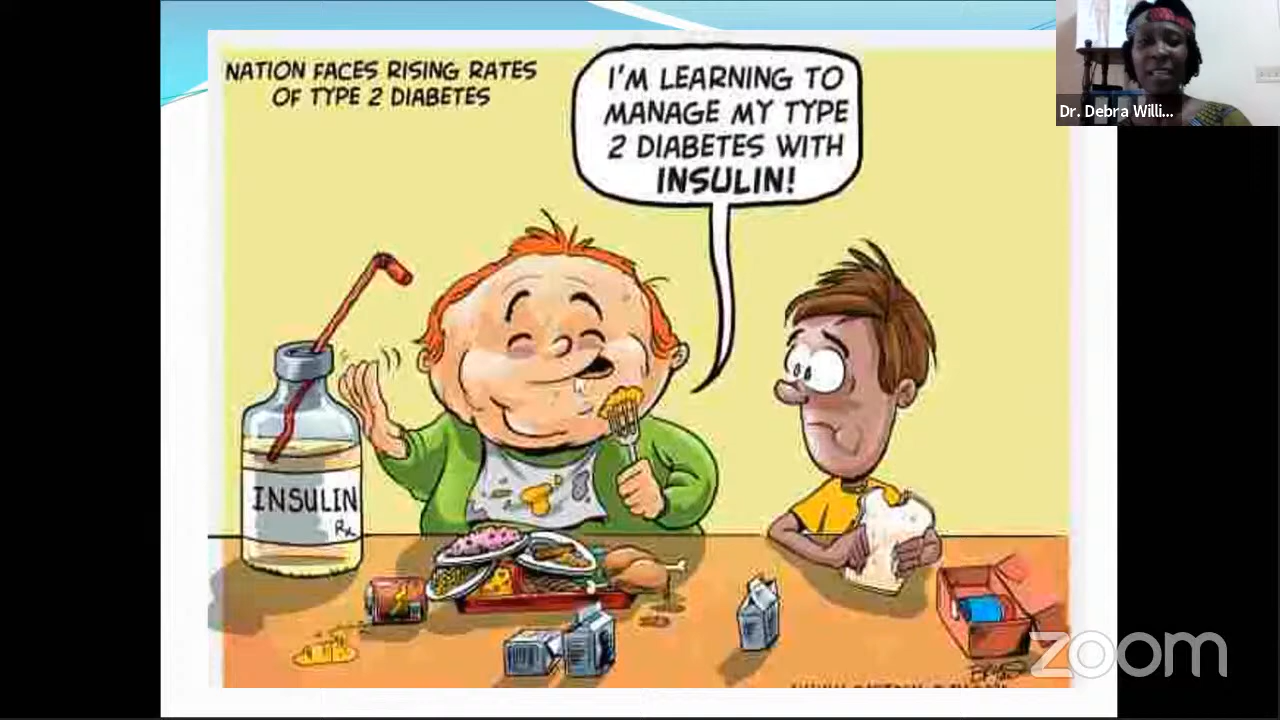 NATION FACES RISING RATES
OF TYPE 2 DIABETES
I'M LEARNING TO
MANAGE MY TYPE
2 DIABETES WITH
INSULIN!
Dr. Debra Willi...
INSULIN
Rx
zoom